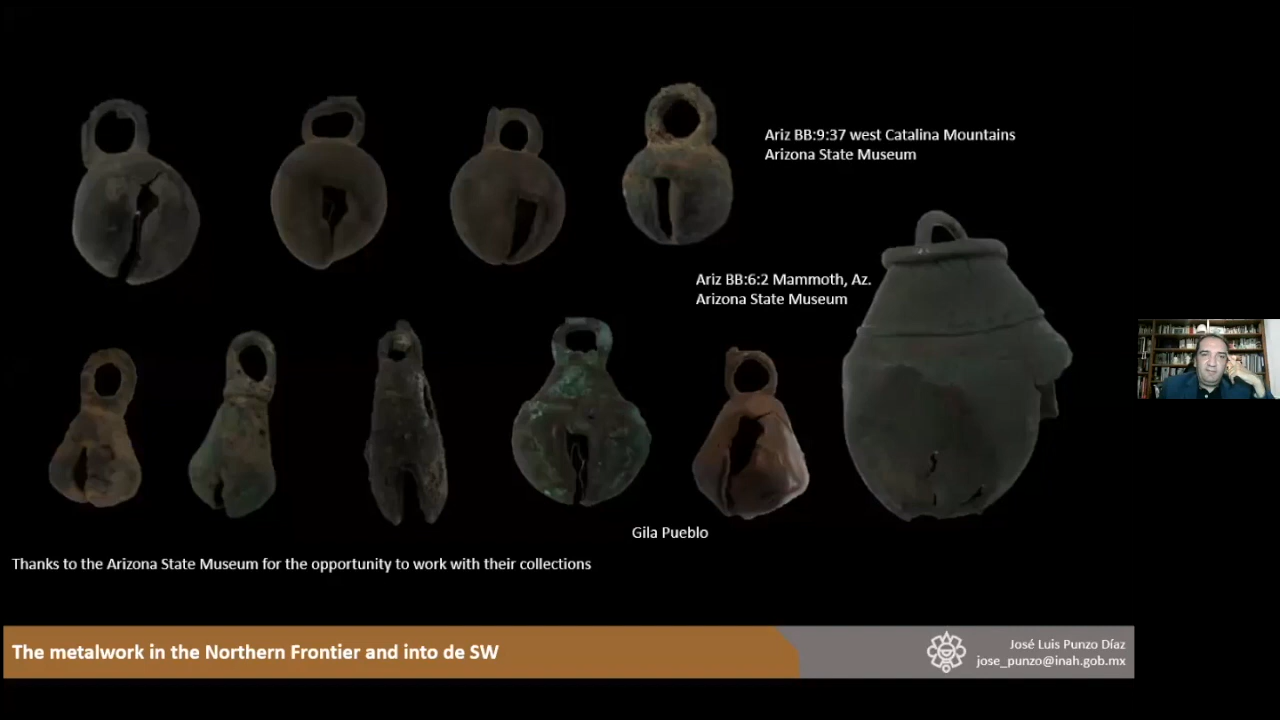 Ariz BB:9:37 west Catalina Mountains
Arizona State Museum
Ariz BB:6:2 Mammoth, Az.
Arizona State Museum
Gila Pueblo
Thanks to the Arizona State Museum for the opportunity to work with their collections
The metalwork in the Northern Frontier and into de SW
José Luis Punzo Díaz
jose_punzo@inah.gob.mx